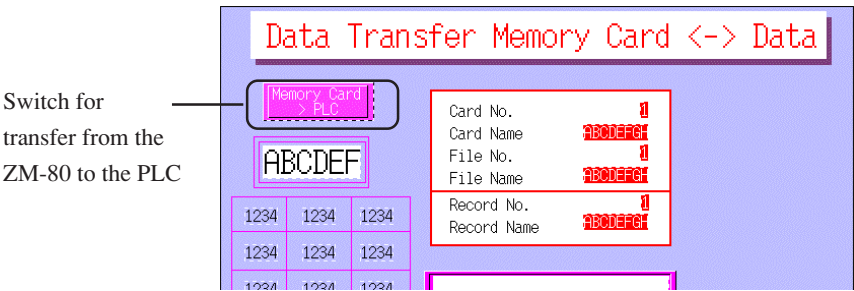 Data Transfer Memory Card <-> Data
Switch for
transfer from the
ZM-80 to the PLC
Memory Card
> PLC
ABCDEF
1234 1234 1234
1234 1234 1234
1234 1234 1234
Card No. 1
Card Name ABCDEFGH
File No. 1
File Name ABCDEFGH
Record No. 1
Record Name ABCDEFGH